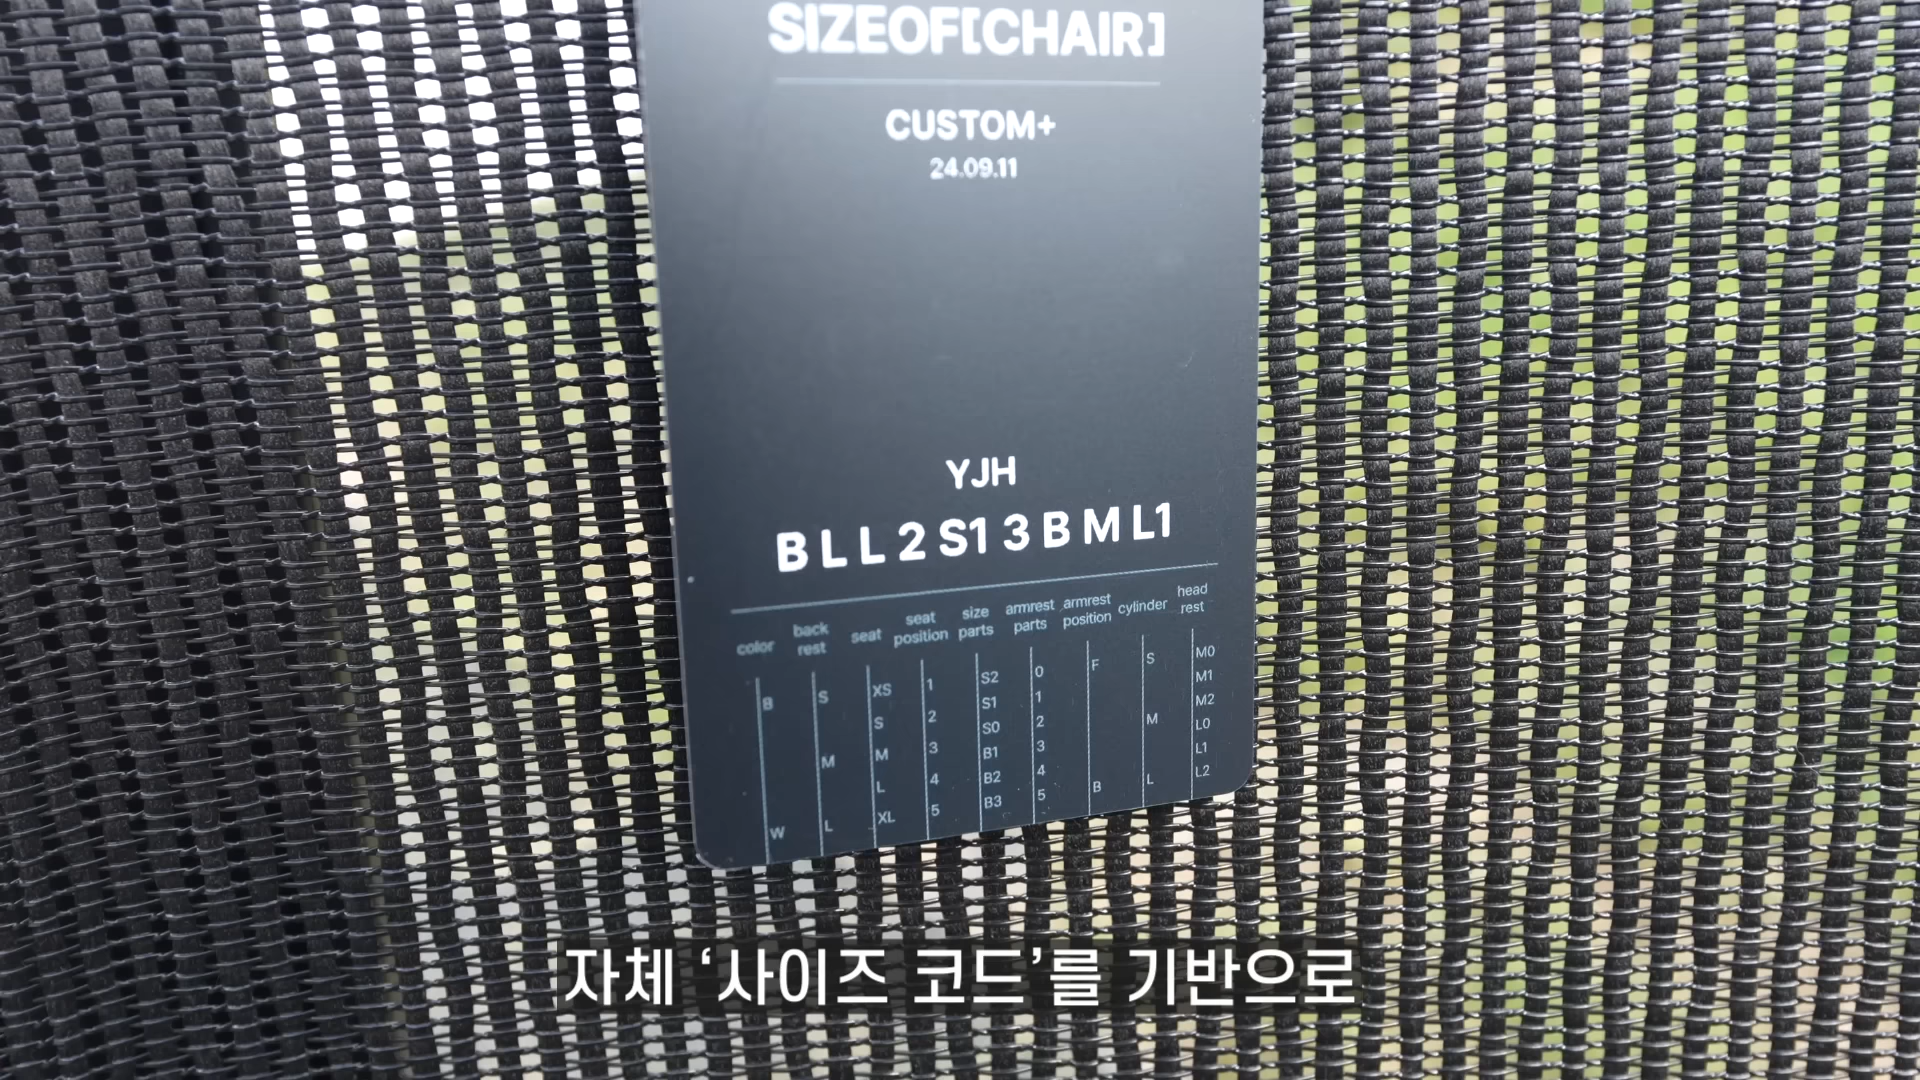 SIZEOF[CHAIR]
CUSTOM+
24.09.11
YJH
B L L 2 S1 3 B M L1
color
back rest
seat
seat position
size parts
armrest parts
armrest position
cylinder
head rest
B
W
S
M
L
XS
S
M
L
XL
1
2
3
4
5
S2
S1
S0
B1
B2
B3
0
1
2
3
4
5
F
B
S
M
L
M0
M1
M2
L0
L1
L2
자체 ‘사이즈 코드’를 기반으로